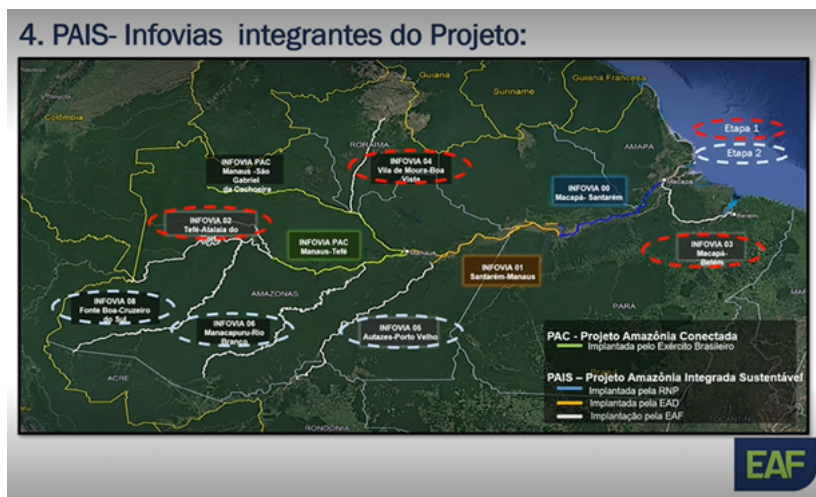 4. PAIS- Infovias integrantes do Projeto:
Colômbia
Guiana
Suriname
Guiana Francesa
RORAIMA
AMAPÁ
Etapa 1
Etapa 2
INFOVIA PAC
Manaus -São
Gabriel
da Cachoeira
INFOVIA 04
Vila de Moura-Boa
Vista
INFOVIA 00
Macapá- Santarém
Macapá
Belém
INFOVIA 02
Tefé-Atalaia do
INFOVIA PAC
Manaus-Tefé
Manaus
INFOVIA 03
Macapá-
Belém
INFOVIA 01
Santarém-Manaus
INFOVIA 08
Fonte Boa-Cruzeiro
do Sul
AMAZONAS
INFOVIA 06
Manacapuru-Rio
Branco
INFOVIA 05
Autazes-Porto Velho
PARÁ
ACRE
RONDÔNIA
PAC - Projeto Amazônia Conectada
Implantada pelo Exército Brasileiro
PAIS – Projeto Amazônia Integrada Sustentável
Implantada pela RNP
Implantada pela EAD
Implantação pela EAF
EAF